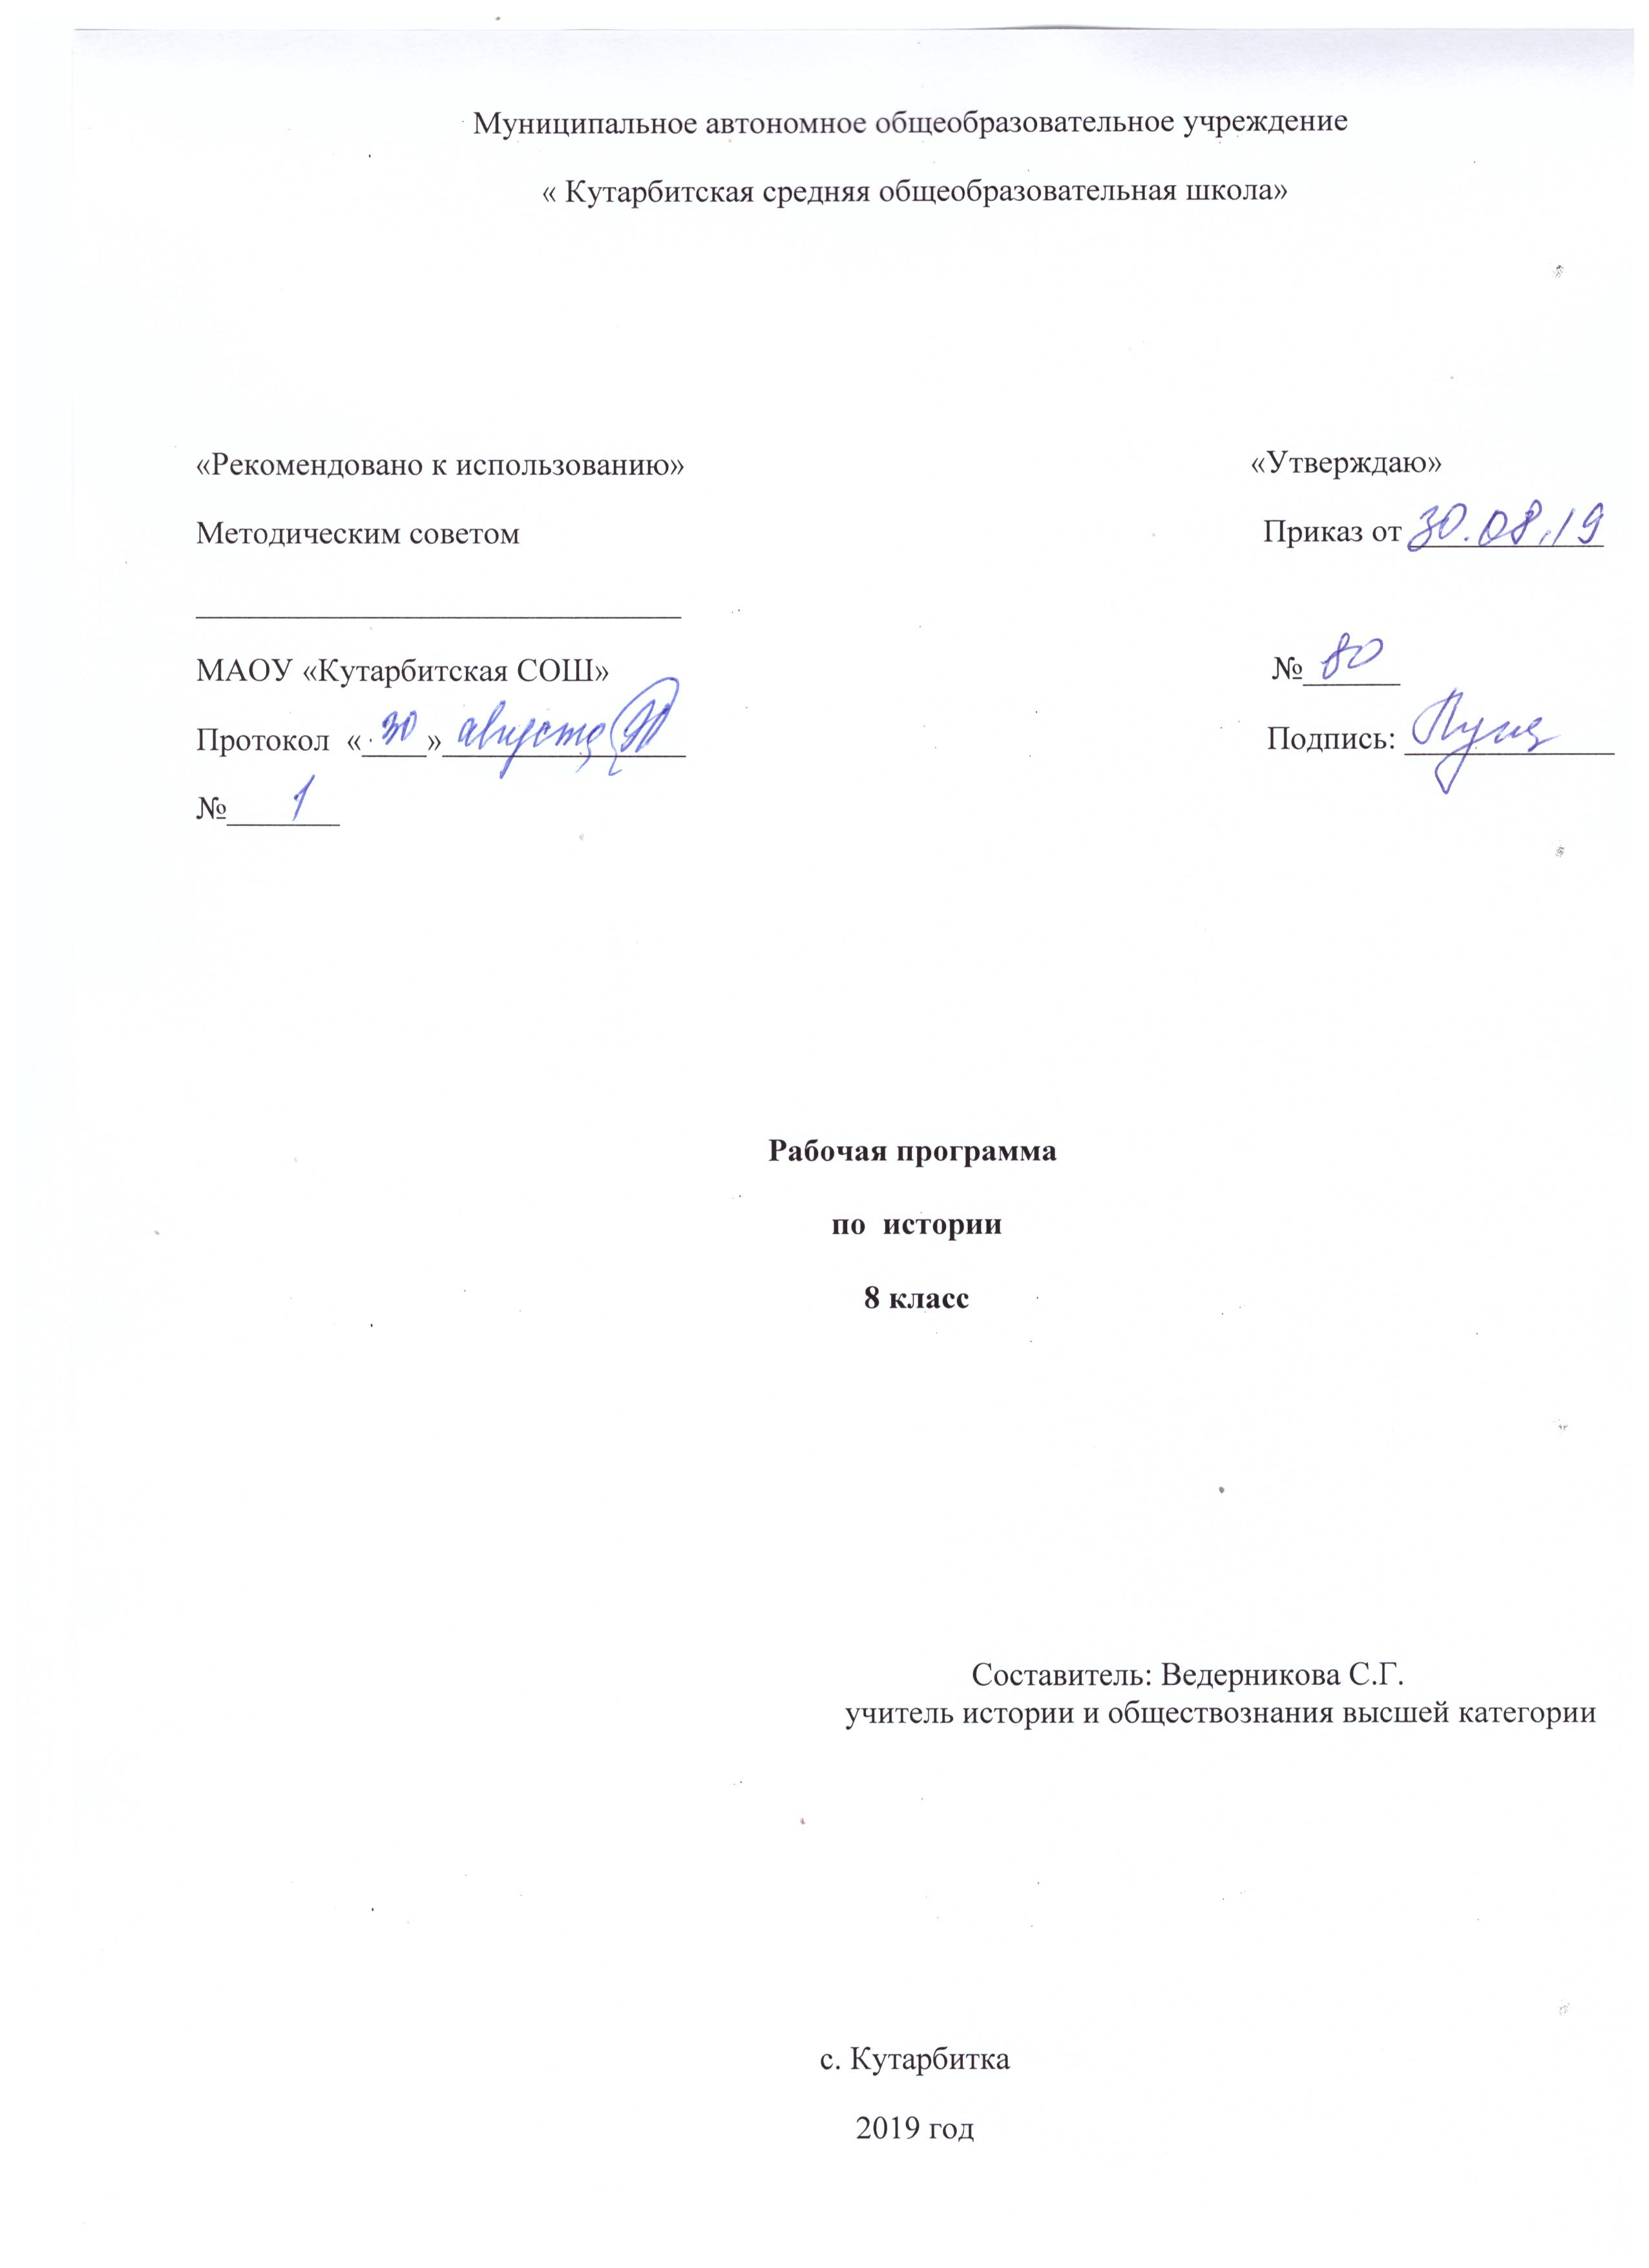 Муниципальное автономное общеобразовательное учреждение
« Кутарбитская средняя общеобразовательная школа»
«Рекомендовано к использованию»
Методическим советом
МАОУ «Кутарбитская СОШ»
Протокол «30» августа
№ 1
«Утверждаю»
Приказ от 30.08.19
№ 80
Подпись:
Рабочая программа
по истории
8 класс
Составитель: Ведерникова С.Г.
учитель истории и обществознания высшей категории
с. Кутарбитка
2019 год